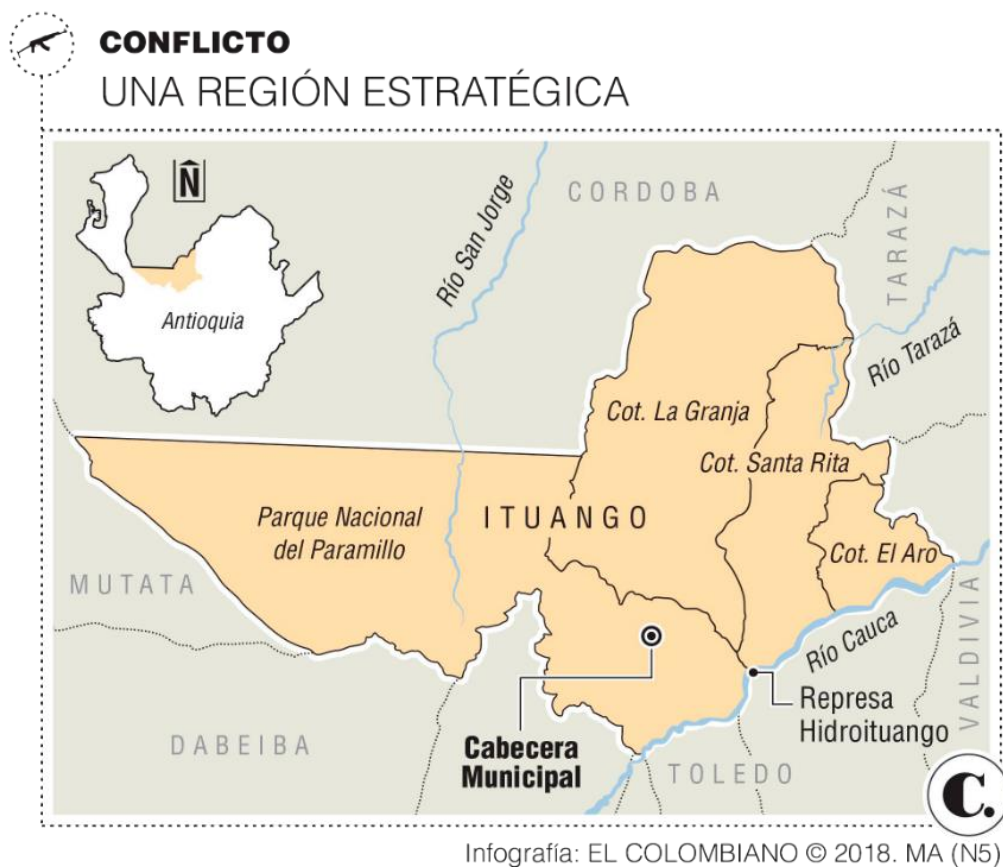 CONFLICTO
UNA REGIÓN ESTRATÉGICA
N
Antioquia
Río San Jorge
CORDOBA
TARAZÁ
Río Tarazá
Cot. La Granja
Cot. Santa Rita
Parque Nacional
del Paramillo
ITUANGO
Cot. El Aro
MUTATA
Río Cauca
VALDIVIA
Represa
Hidroituango
DABEIBA
Cabecera
Municipal
TOLEDO
C.
Infografía: EL COLOMBIANO © 2018. MA (N5)